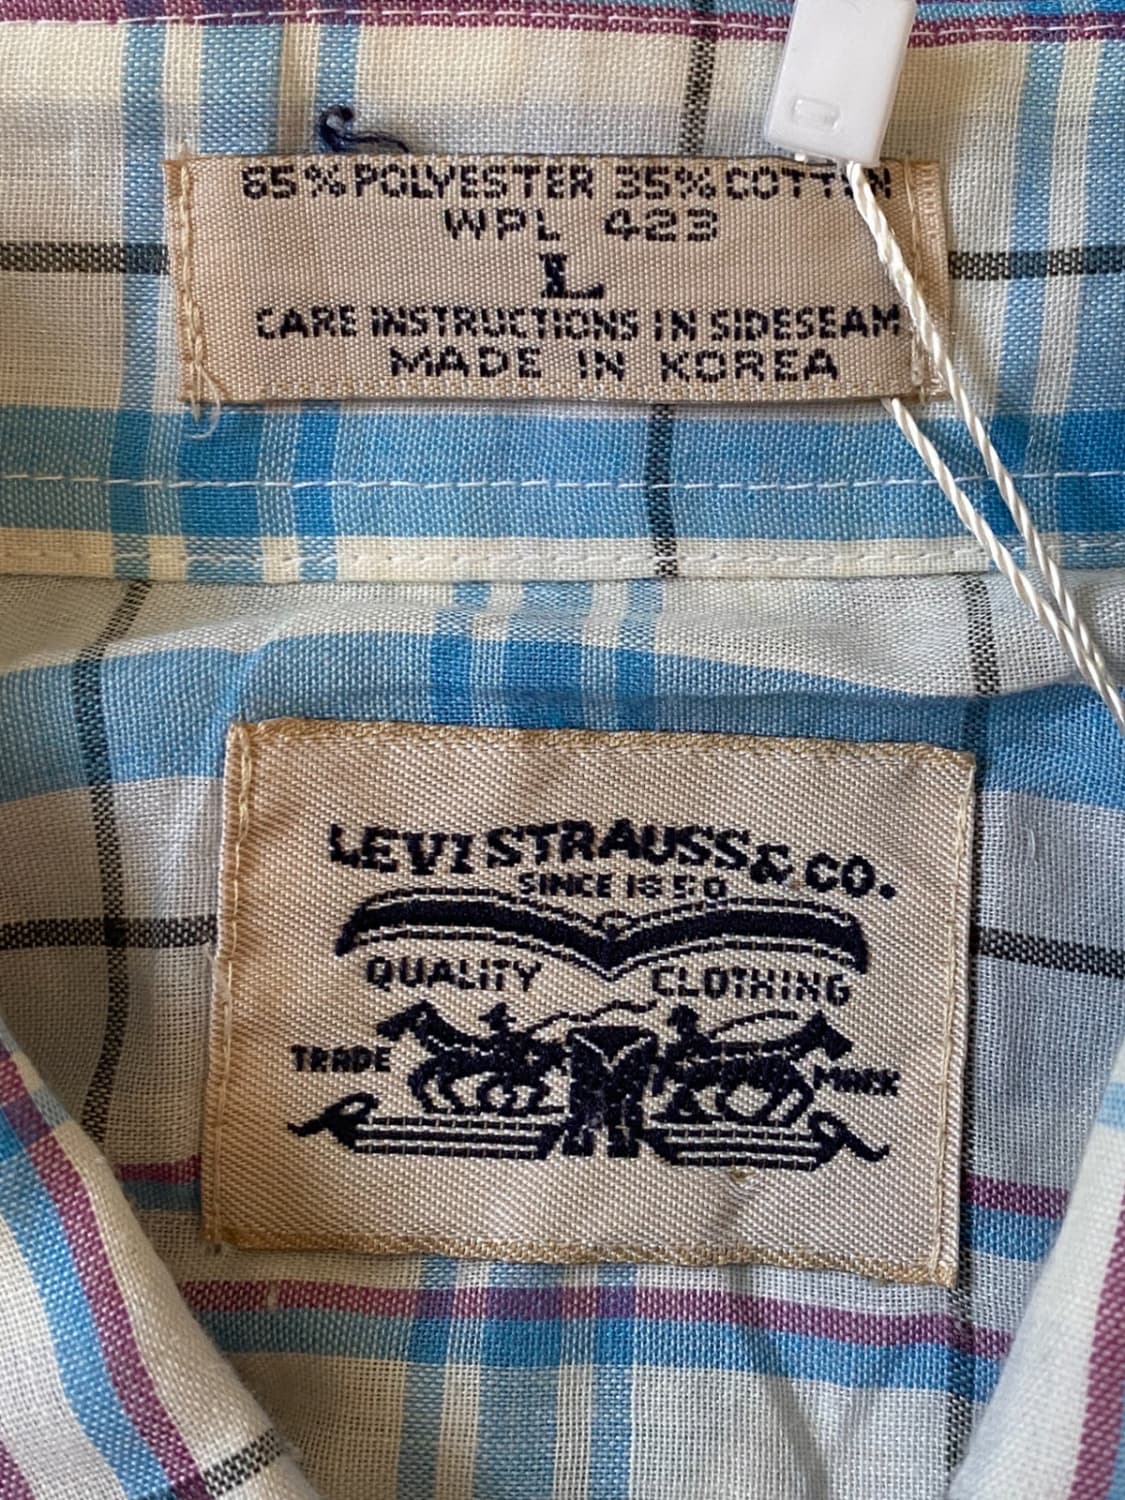 65% POLYESTER 35% COTTON
WPL 423
L
CARE INSTRUCTIONS IN SIDESEAM
MADE IN KOREA
LEVI STRAUSS & CO.
SINCE 1850
QUALITY CLOTHING
TRADE MARK